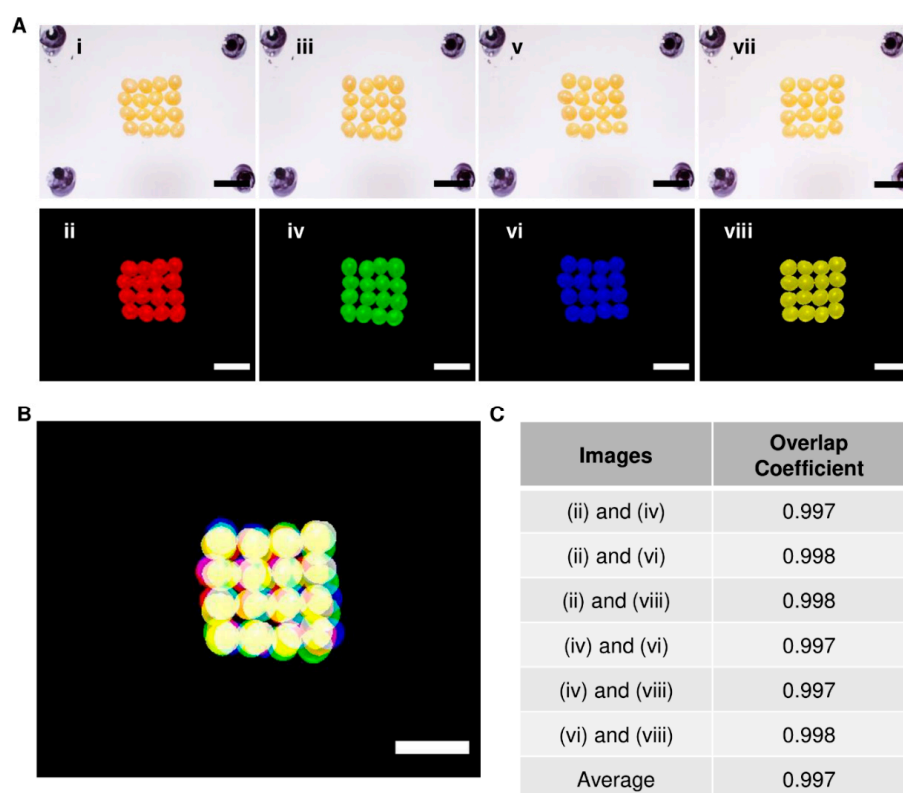 A
i
iii
v
vii
ii
iv
vi
viii
B
C
Images
Overlap
Coefficient
(ii) and (iv)
0.997
(ii) and (vi)
0.998
(ii) and (viii)
0.998
(iv) and (vi)
0.997
(iv) and (viii)
0.997
(vi) and (viii)
0.998
Average
0.997